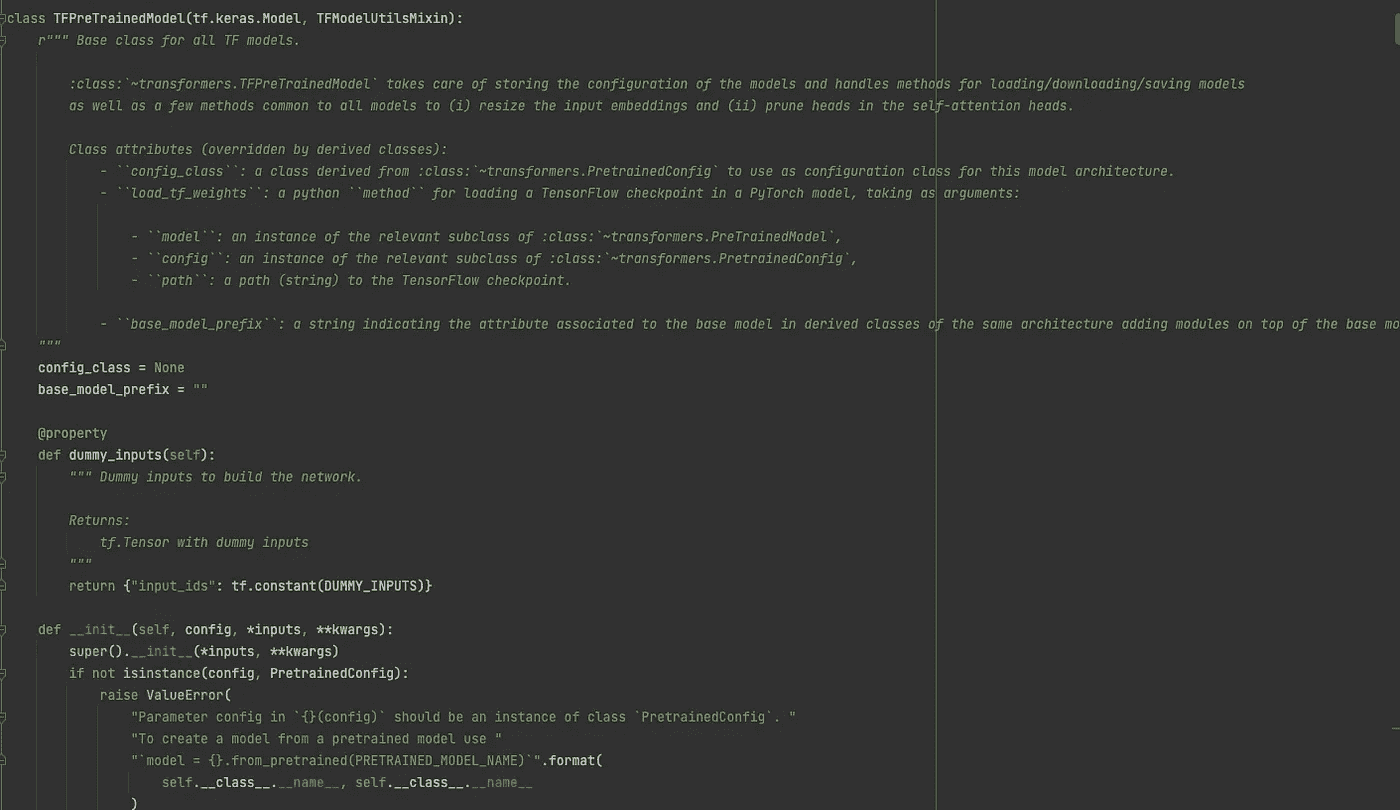 class TFPreTrainedModel(tf.keras.Model, TFModelUtilsMixin):
r""" Base class for all TF models.
:class:`~transformers.TFPreTrainedModel` takes care of storing the configuration of the models and handles methods for loading/downloading/saving models
as well as a few methods common to all models to (i) resize the input embeddings and (ii) prune heads in the self-attention heads.
Class attributes (overridden by derived classes):
- ``config_class``: a class derived from :class:`~transformers.PretrainedConfig` to use as configuration class for this model architecture.
- ``load_tf_weights``: a python ``method`` for loading a TensorFlow checkpoint in a PyTorch model, taking as arguments:
- ``model``: an instance of the relevant subclass of :class:`~transformers.PreTrainedModel`,
- ``config``: an instance of the relevant subclass of :class:`~transformers.PretrainedConfig`,
- ``path``: a path (string) to the TensorFlow checkpoint.
- ``base_model_prefix``: a string indicating the attribute associated to the base model in derived classes of the same architecture adding modules on top of the base mo
"""
config_class = None
base_model_prefix = ""
@property
def dummy_inputs(self):
""" Dummy inputs to build the network.
Returns:
tf.Tensor with dummy inputs
"""
return {"input_ids": tf.constant(DUMMY_INPUTS)}
def __init__(self, config, *inputs, **kwargs):
super().__init__(*inputs, **kwargs)
if not isinstance(config, PretrainedConfig):
raise ValueError(
"Parameter config in `{}(config)` should be an instance of class `PretrainedConfig`. "
"To create a model from a pretrained model use "
"`model = {}.from_pretrained(PRETRAINED_MODEL_NAME)`".format(
self.__class__.__name__, self.__class__.__name__
)